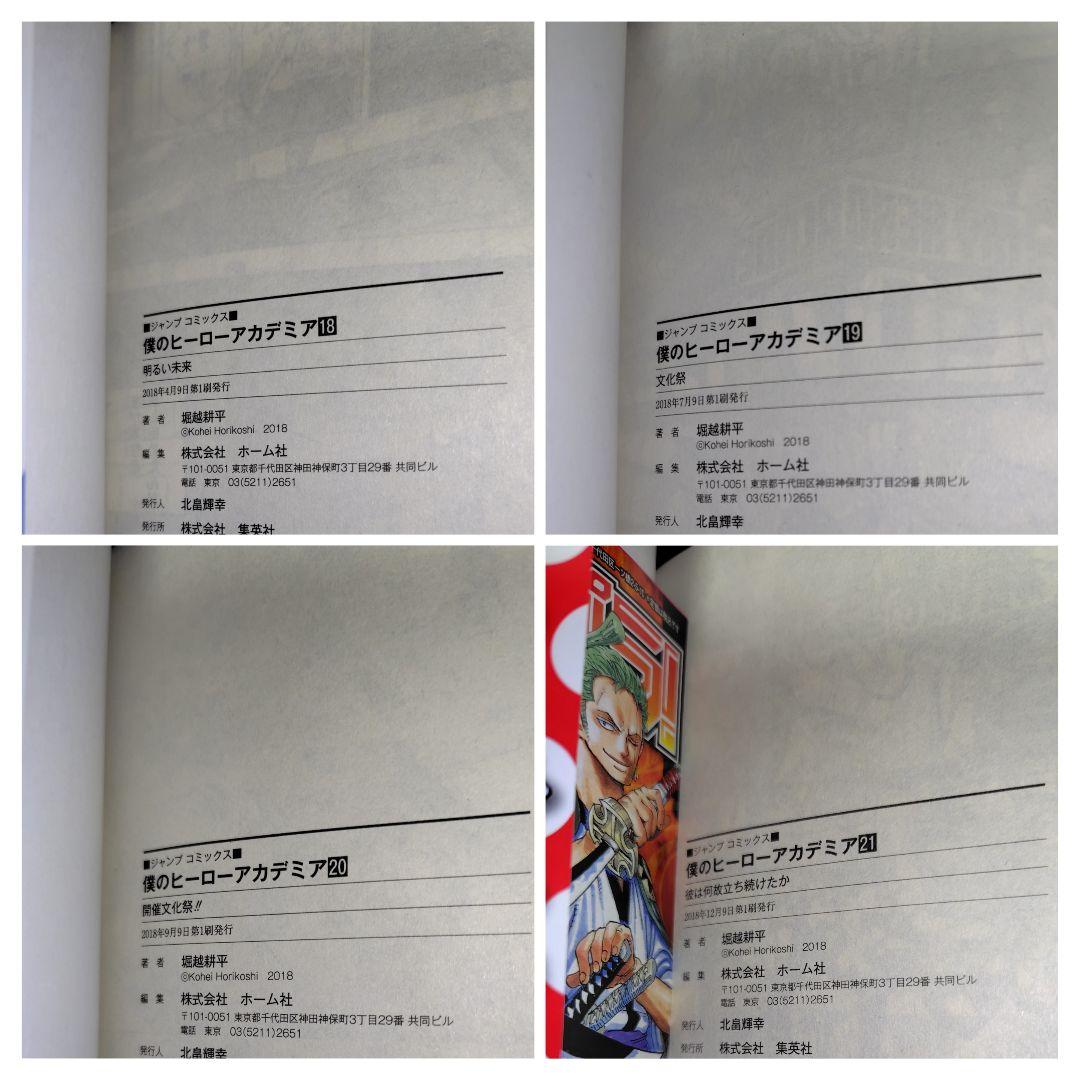 ■ジャンプ コミックス■
僕のヒーローアカデミア18
明るい未来
2018年4月9日第1刷発行
著 者 堀越耕平
©Kohei Horikoshi 2018
編 集 株式会社 ホーム社
〒101-0051 東京都千代田区神田神保町3丁目29番 共同ビル
電話 東京 03(5211)2651
発行人 北畠輝幸
発行所 株式会社 集英社
■ジャンプ コミックス■
僕のヒーローアカデミア19
文化祭
2018年7月9日第1刷発行
著 者 堀越耕平
©Kohei Horikoshi 2018
編 集 株式会社 ホーム社
〒101-0051 東京都千代田区神田神保町3丁目29番 共同ビル
電話 東京 03(5211)2651
発行人 北畠輝幸
■ジャンプ コミックス■
僕のヒーローアカデミア20
開催文化祭!!
2018年9月9日第1刷発行
著 者 堀越耕平
©Kohei Horikoshi 2018
編 集 株式会社 ホーム社
〒101-0051 東京都千代田区神田神保町3丁目29番 共同ビル
電話 東京 03(5211)2651
発行人 北畠輝幸
■ジャンプ コミックス■
僕のヒーローアカデミア21
彼は何故立ち続けたか
2018年12月9日第1刷発行
著 者 堀越耕平
©Kohei Horikoshi 2018
編 集 株式会社 ホーム社
〒101-0051 東京都千代田区神田神保町3丁目29番 共同ビル
電話 東京 03(5211)2651
発行人 北畠輝幸
発行所 株式会社 集英社